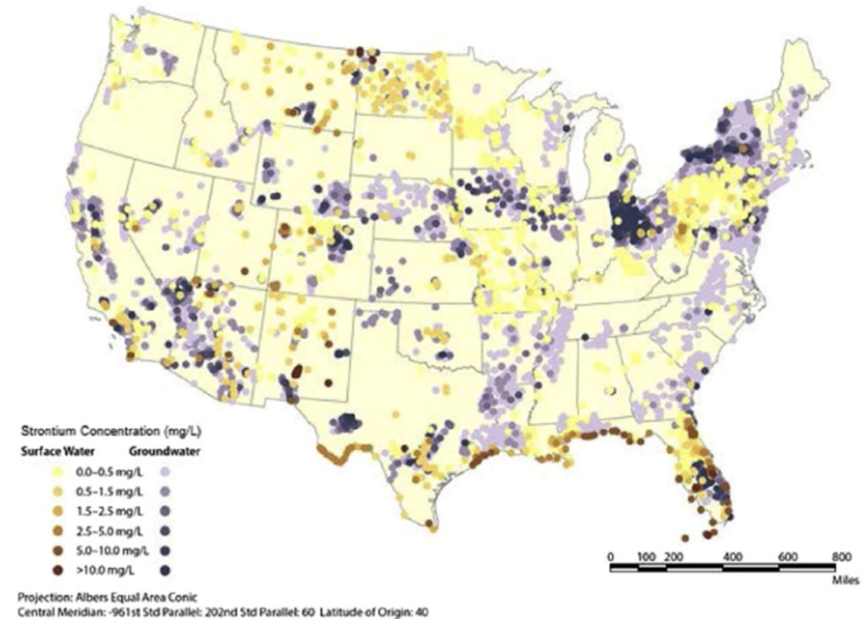 Strontium Concentration (mg/L)
Surface Water Groundwater
0.0–0.5 mg/L
0.5–1.5 mg/L
1.5–2.5 mg/L
2.5–5.0 mg/L
5.0–10.0 mg/L
>10.0 mg/L
0 100 200 400 600 800
Miles
Projection: Albers Equal Area Conic
Central Meridian: -961st Std Parallel: 202nd Std Parallel: 60 Latitude of Origin: 40